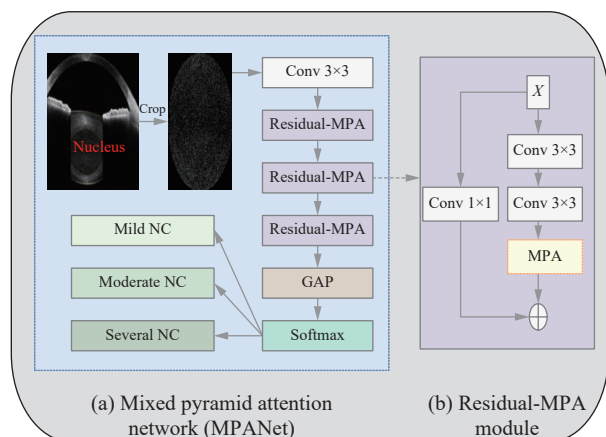 Nucleus
Crop
Conv 3×3
Residual-MPA
Residual-MPA
Residual-MPA
GAP
Softmax
Mild NC
Moderate NC
Several NC
(a) Mixed pyramid attention
network (MPANet)
X
Conv 3×3
Conv 1×1
Conv 3×3
MPA
(b) Residual-MPA
module